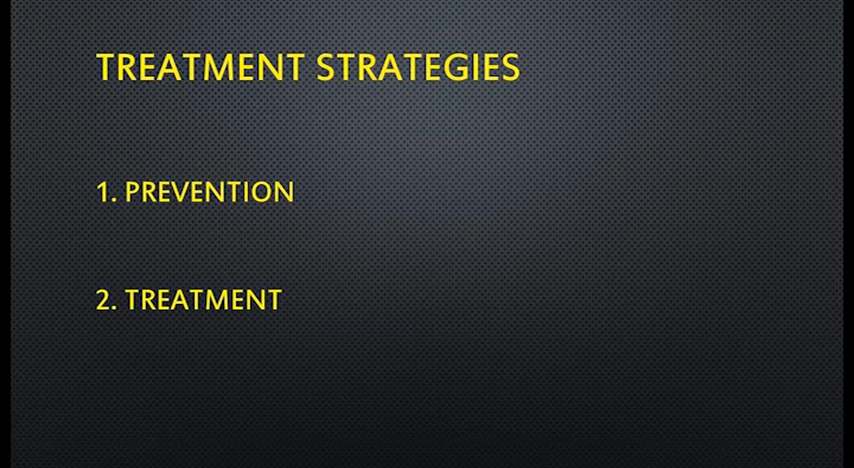 TREATMENT STRATEGIES
1. PREVENTION
2. TREATMENT